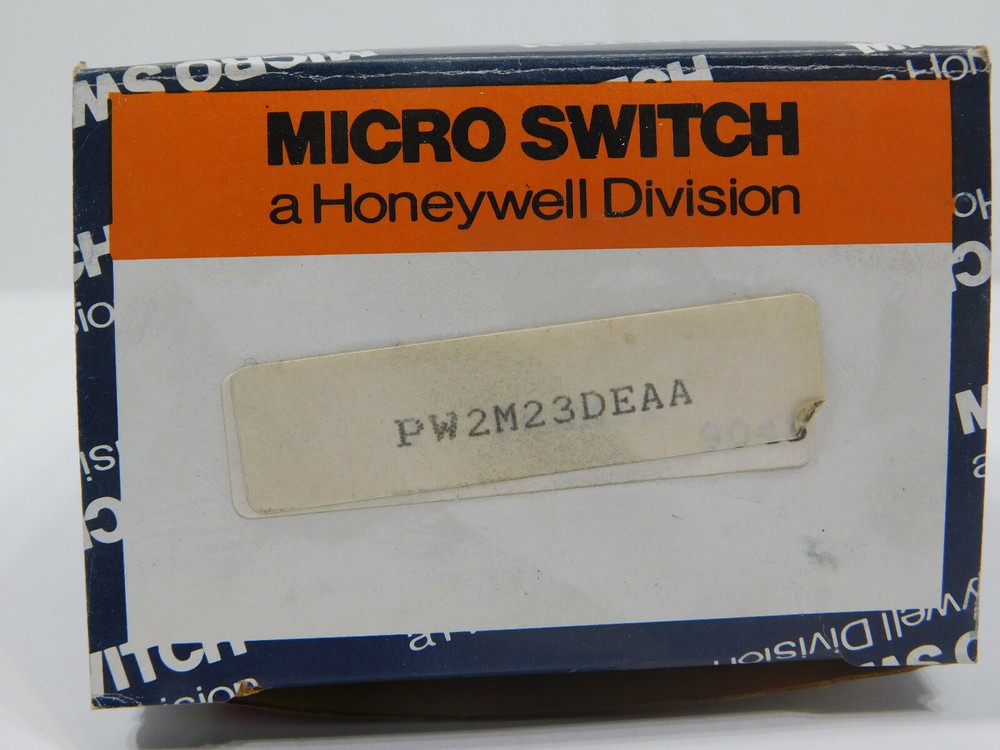 MICRO SWITCH
a Honeywell Division
PW2M23DEAA